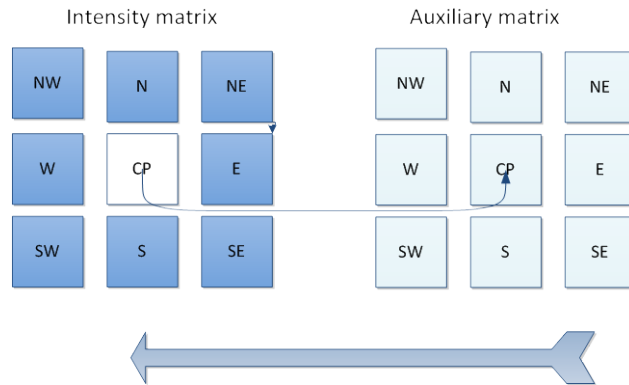 Intensity matrix Auxiliary matrix
NW N NE NW N NE
W CP E W CP E
SW S SE SW S SE